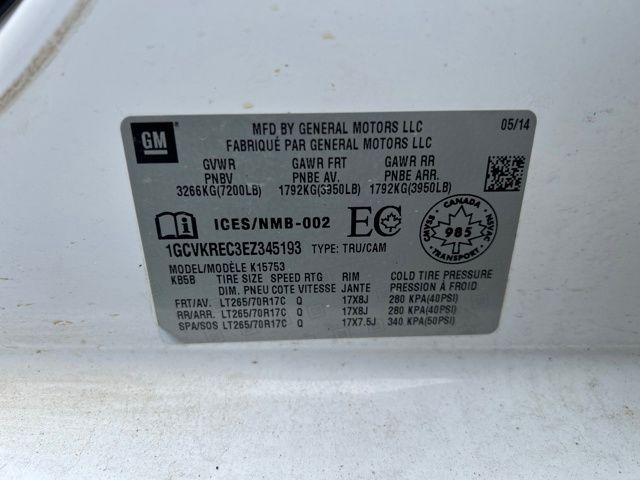 GM
MFD BY GENERAL MOTORS LLC 05/14
FABRIQUÉ PAR GENERAL MOTORS LLC
GVWR GAWR FRT GAWR RR
PNBV PNBE AV. PNBE ARR.
3266KG(7200LB) 1792KG(3950LB) 1792KG(3950LB)
ICES/NMB-002 EC
CANADA
985
TRANSPORT
CMVSS NSVAC
1GCVKREC3EZ345193 TYPE: TRU/CAM
MODEL/MODÈLE K15753
KB5B TIRE SIZE SPEED RTG RIM COLD TIRE PRESSURE
DIM. PNEU COTE VITESSE JANTE PRESSION À FROID
FRT/AV. LT265/70R17C Q 17X8J 280 KPA(40PSI)
RR/ARR. LT265/70R17C Q 17X8J 280 KPA(40PSI)
SPA/SOS LT265/70R17C Q 17X7.5J 340 KPA(50PSI)